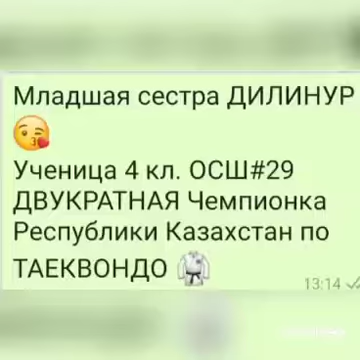 Младшая сестра ДИЛИНУР
😘
Ученица 4 кл. ОСШ#29
ДВУКРАТНАЯ Чемпионка
Республики Казахстан по
ТАЕКВОНДО 🥋
13:14